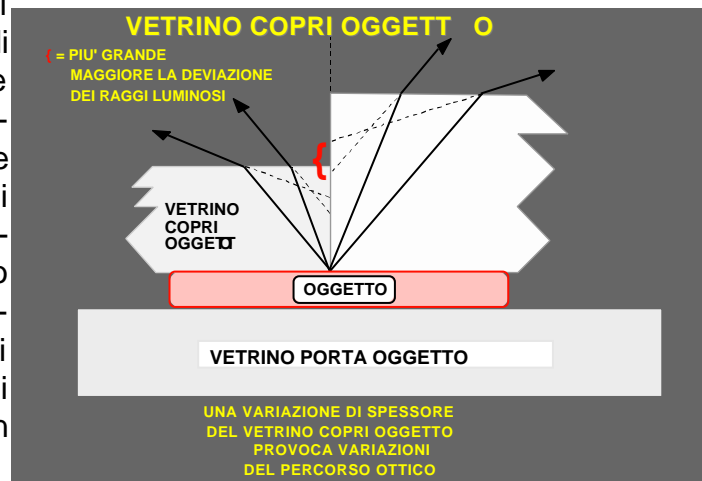 VETRINO COPRI OGGETT O
{ = PIU' GRANDE
MAGGIORE LA DEVIAZIONE
DEI RAGGI LUMINOSI
{
VETRINO
COPRI
OGGETTO
OGGETTO
VETRINO PORTA OGGETTO
UNA VARIAZIONE DI SPESSORE
DEL VETRINO COPRI OGGETTO
PROVOCA VARIAZIONI
DEL PERCORSO OTTICO